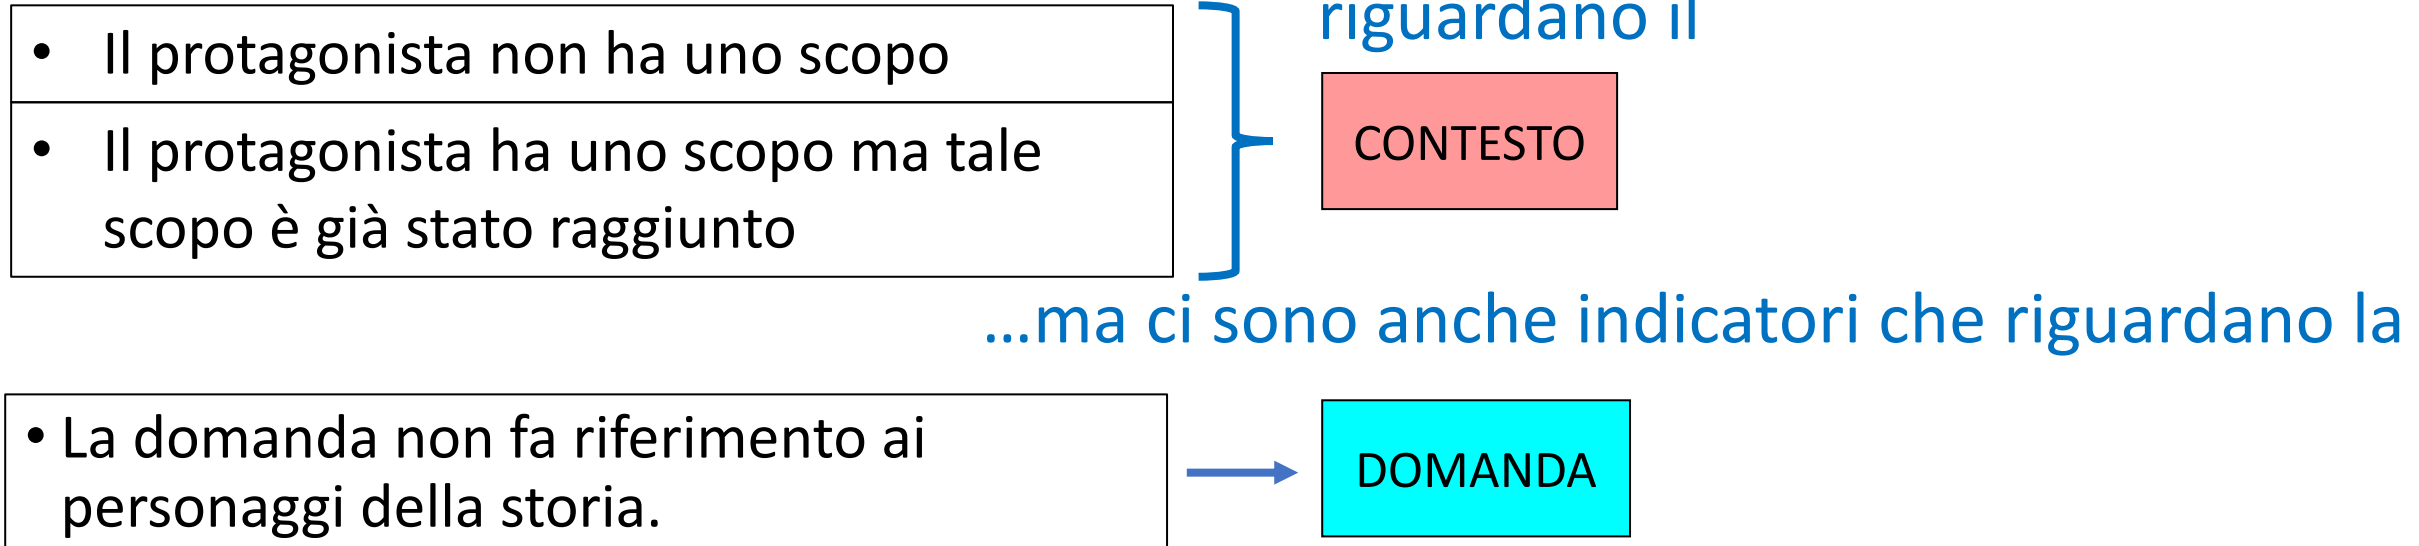 riguardano il
• Il protagonista non ha uno scopo
• Il protagonista ha uno scopo ma tale
scopo è già stato raggiunto
CONTESTO
...ma ci sono anche indicatori che riguardano la
• La domanda non fa riferimento ai
personaggi della storia.
DOMANDA